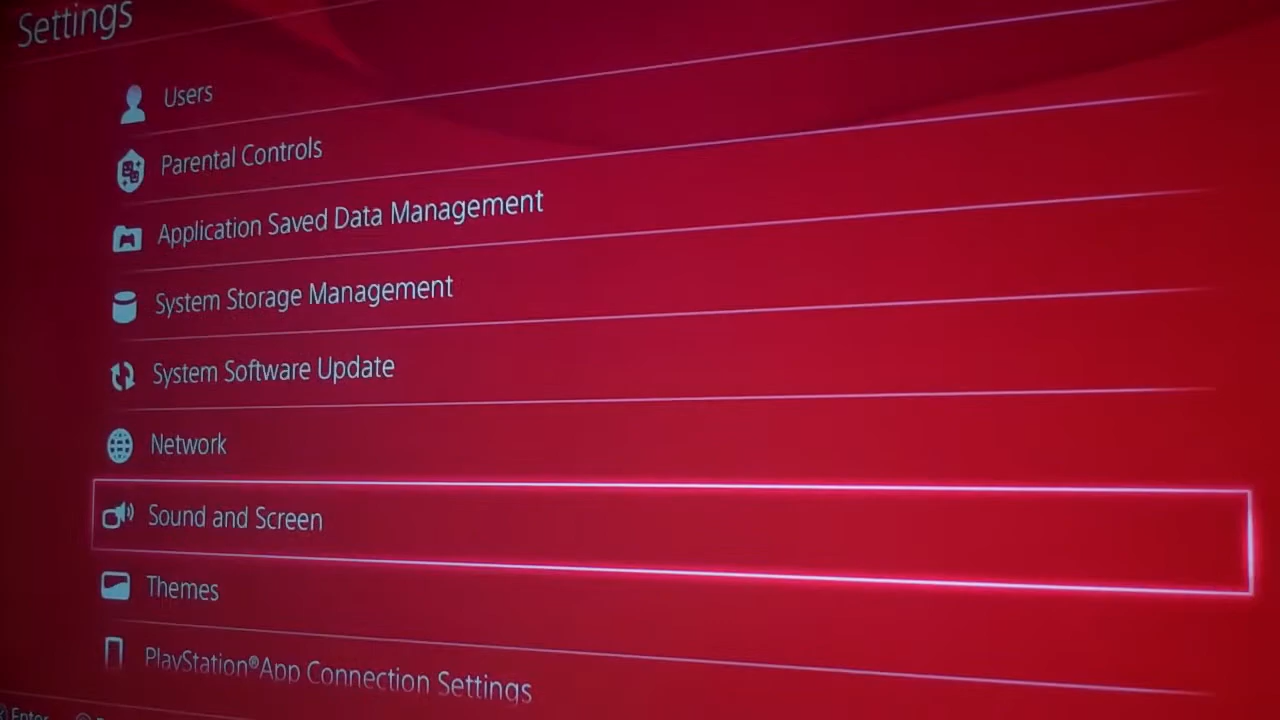 Settings
Users
Parental Controls
Application Saved Data Management
System Storage Management
System Software Update
Network
Sound and Screen
Themes
PlayStation®App Connection Settings
Enter